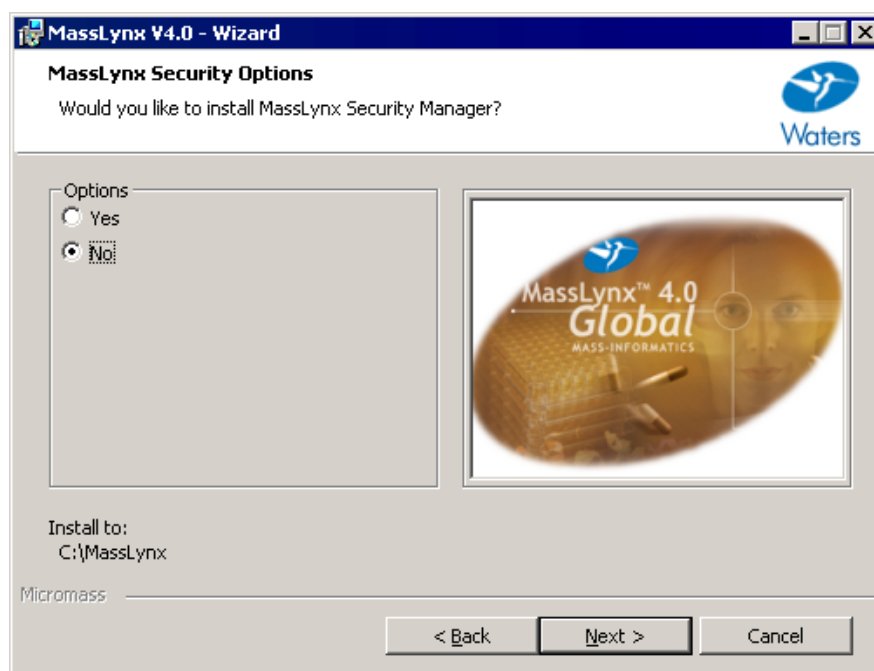 MassLynx V4.0 - Wizard
MassLynx Security Options
Would you like to install MassLynx Security Manager?
Waters
Options
Yes
No
MassLynx™ 4.0
Global
MASS-INFORMATICS
Install to:
C:\MassLynx
Micromass
< Back
Next >
Cancel